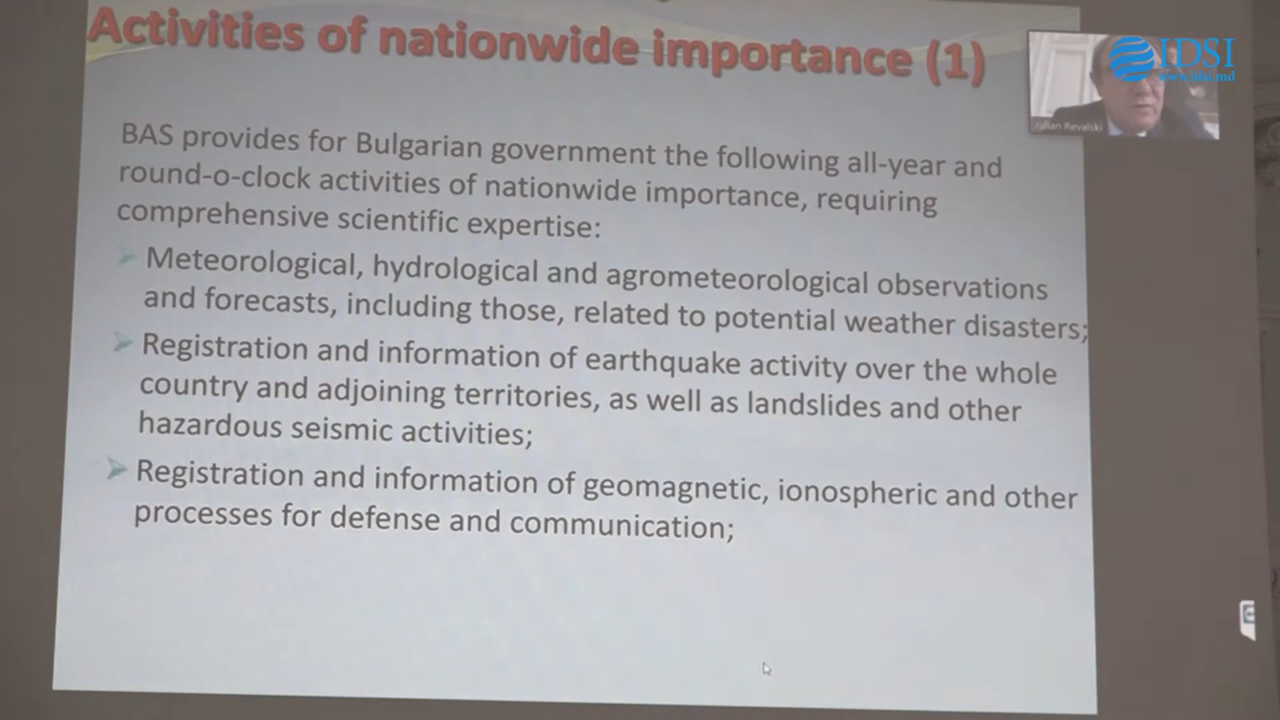 Activities of nationwide importance (1)
IDSI
www.idsi.md
Julian Revalski
BAS provides for Bulgarian government the following all-year and
round-o-clock activities of nationwide importance, requiring
comprehensive scientific expertise:
Meteorological, hydrological and agrometeorological observations
and forecasts, including those, related to potential weather disasters;
Registration and information of earthquake activity over the whole
country and adjoining territories, as well as landslides and other
hazardous seismic activities;
Registration and information of geomagnetic, ionospheric and other
processes for defense and communication;